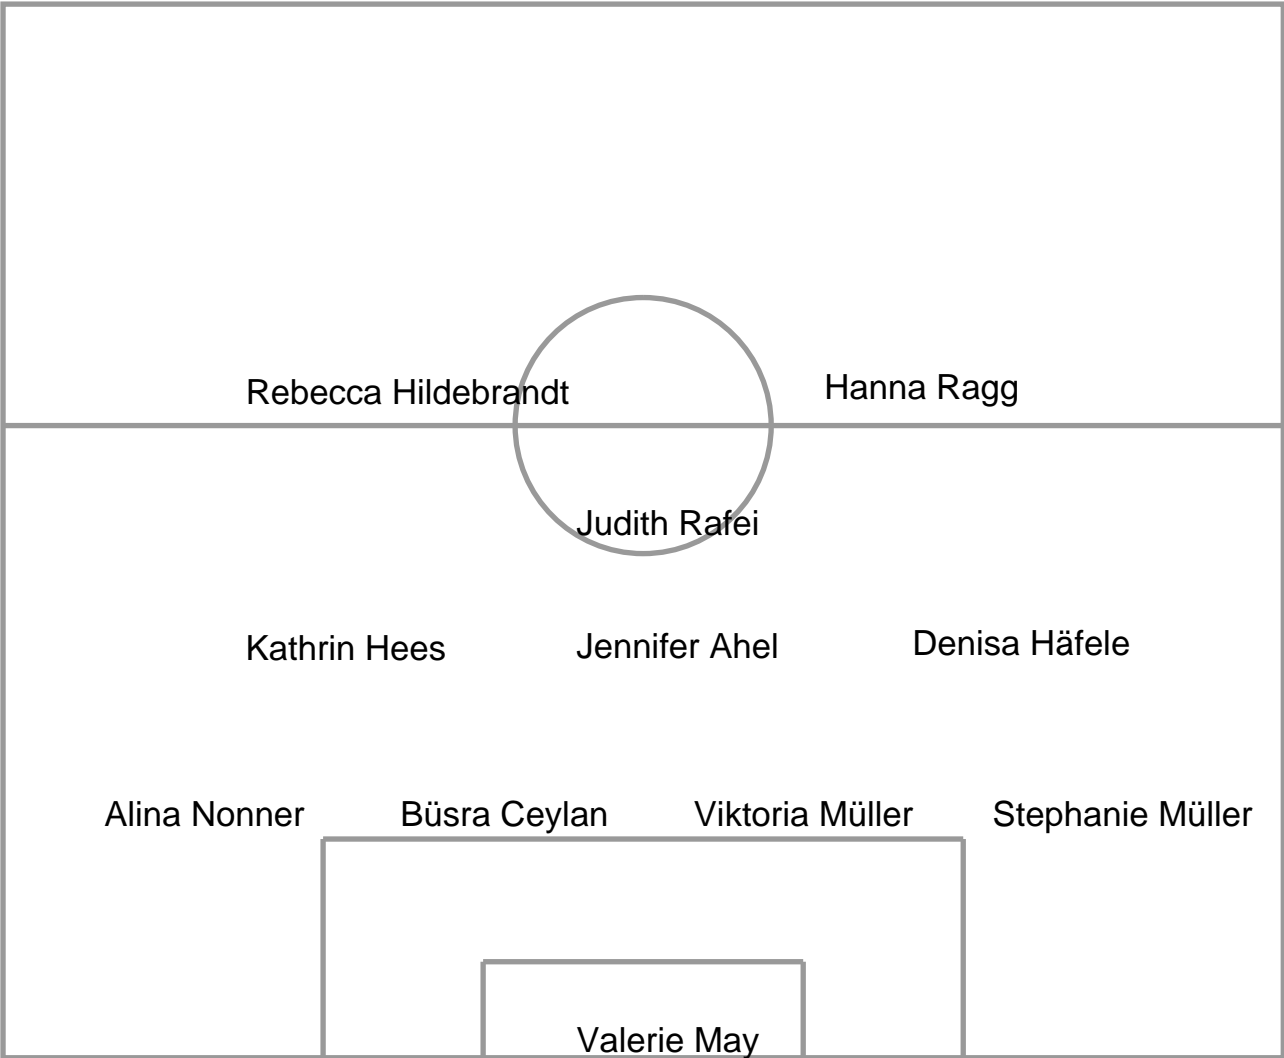 Rebecca Hildebrandt
Hanna Ragg
Judith Rafei
Kathrin Hees
Jennifer Ahel
Denisa Häfele
Alina Nonner
Büsra Ceylan
Viktoria Müller
Stephanie Müller
Valerie May